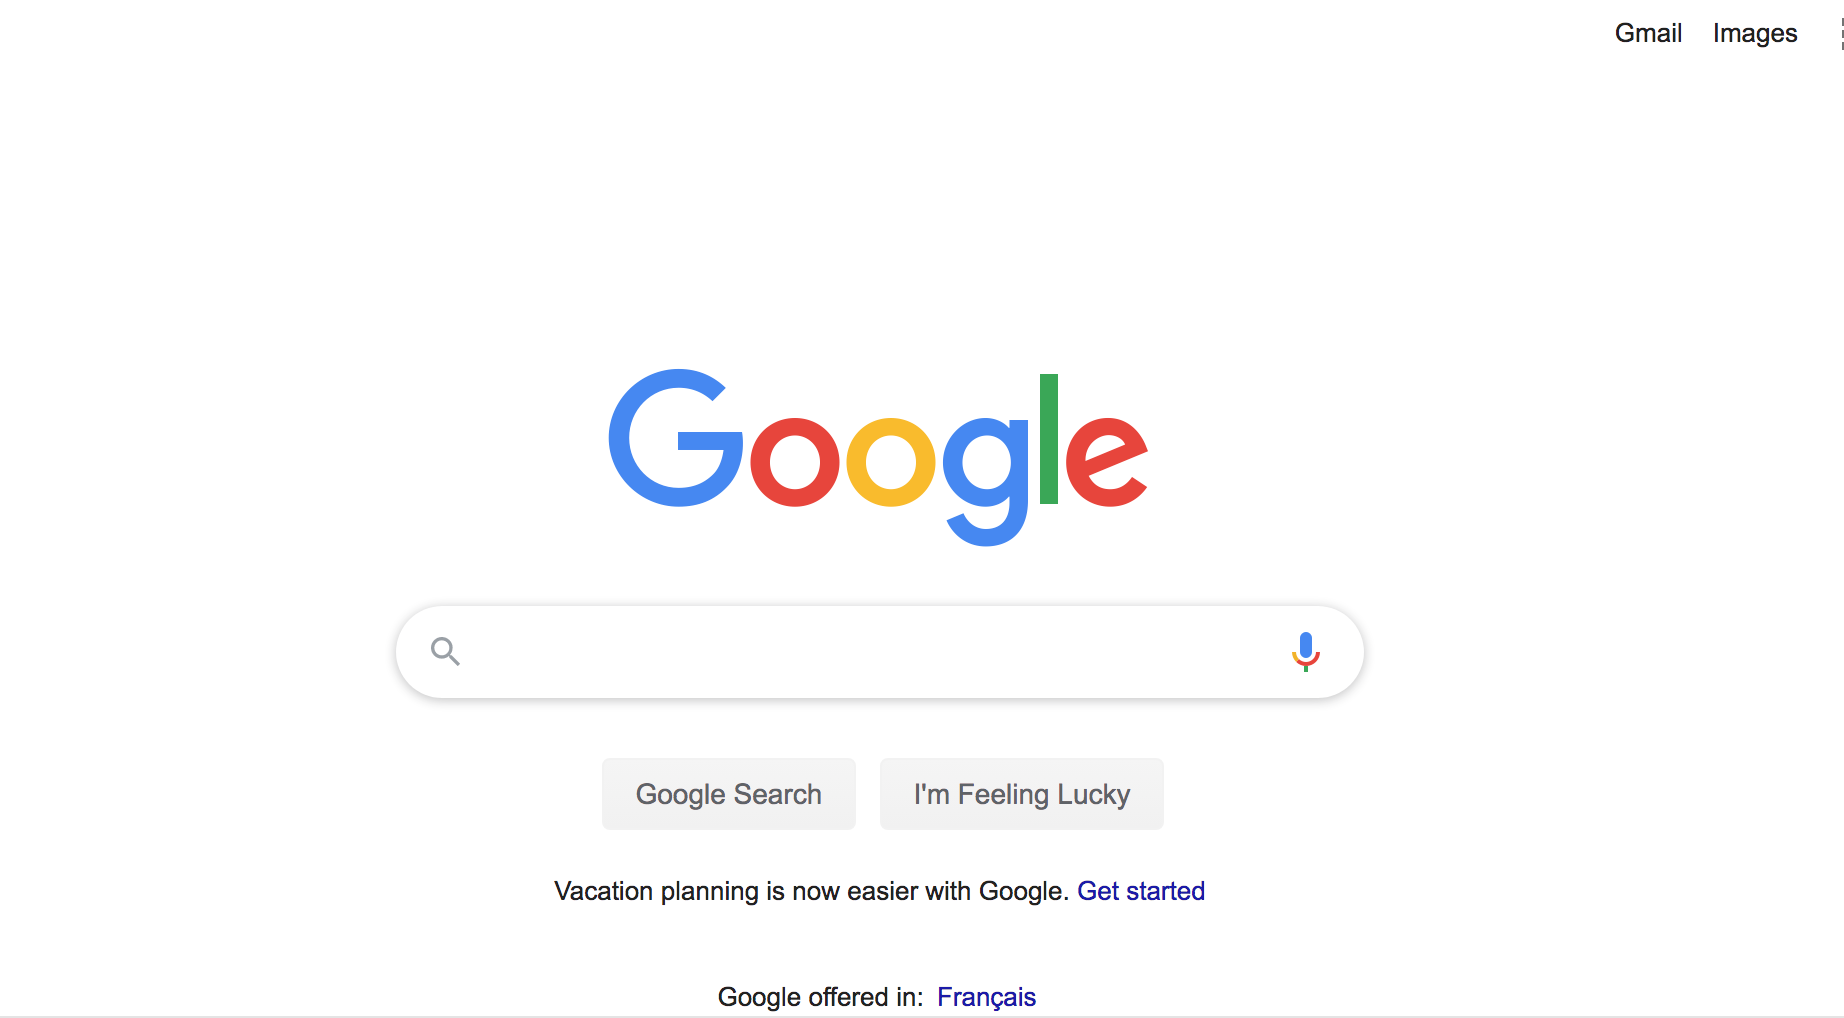 Gmail Images
Google
Google Search I'm Feeling Lucky
Vacation planning is now easier with Google. Get started
Google offered in: Français